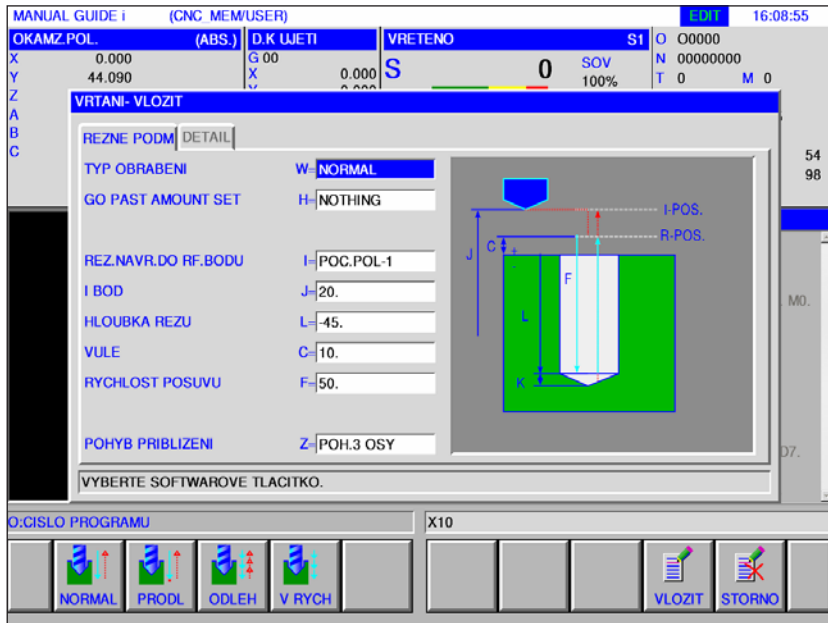 MANUAL GUIDE i (CNC_MEM/USER) EDIT 16:08:55
OKAMZ.POL. (ABS.) D.K UJETI VRETENO S1 O O0000
X 0.000 G 00 S 0 SOV N 00000000
Y 44.090 X 0.000 100% T 0 M 0
Z
A
B
C
54
98
VRTANI- VLOZIT
REZNE PODM DETAIL
TYP OBRABENI W= NORMAL
GO PAST AMOUNT SET H= NOTHING
REZ.NAVR.DO RF.BODU I= POC.POL-1
I BOD J= 20.
HLOUBKA REZU L= -45.
VULE C= 10.
RYCHLOST POSUVU F= 50.
POHYB PRIBLIZENI Z= POH.3 OSY
I-POS.
R-POS.
J C + -
F
L
K
M0.
D7.
VYBERTE SOFTWAROVE TLACITKO.
O:CISLO PROGRAMU X10
NORMAL PRODL ODLEH V RYCH VLOZIT STORNO